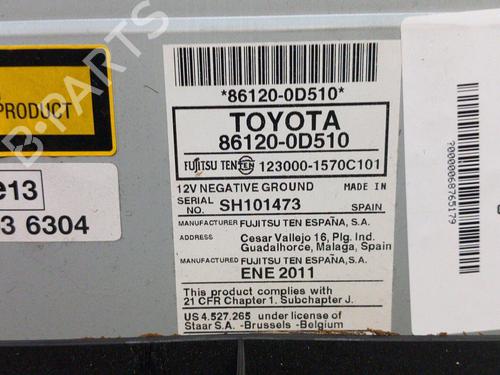 *86120-0D510*
TOYOTA
86120-0D510
FUJITSU TEN TEN 123000-1570C101
12V NEGATIVE GROUND MADE IN
SERIAL NO. SH101473 SPAIN
MANUFACTURER FUJITSU TEN ESPAÑA, S.A.
ADDRESS Cesar Vallejo 16, Plg. Ind.
Guadalhorce, Malaga, Spain
MANUFACTURED FUJITSU TEN ESPAÑA, S.A.
ENE 2011
This product complies with
21 CFR Chapter 1. Subchapter J.
US 4.527.265 under license of
Staar S.A. -Brussels -Belgium
PRODUCT
e13
3 6304
B-PARTS